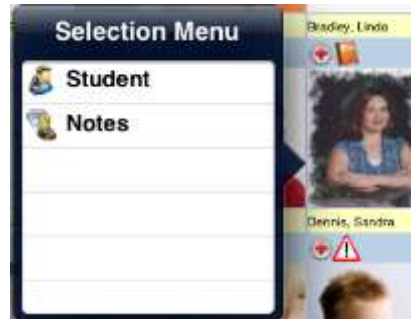 Selection Menu
Student
Notes
Bradley, Linda
Dennis, Sandra